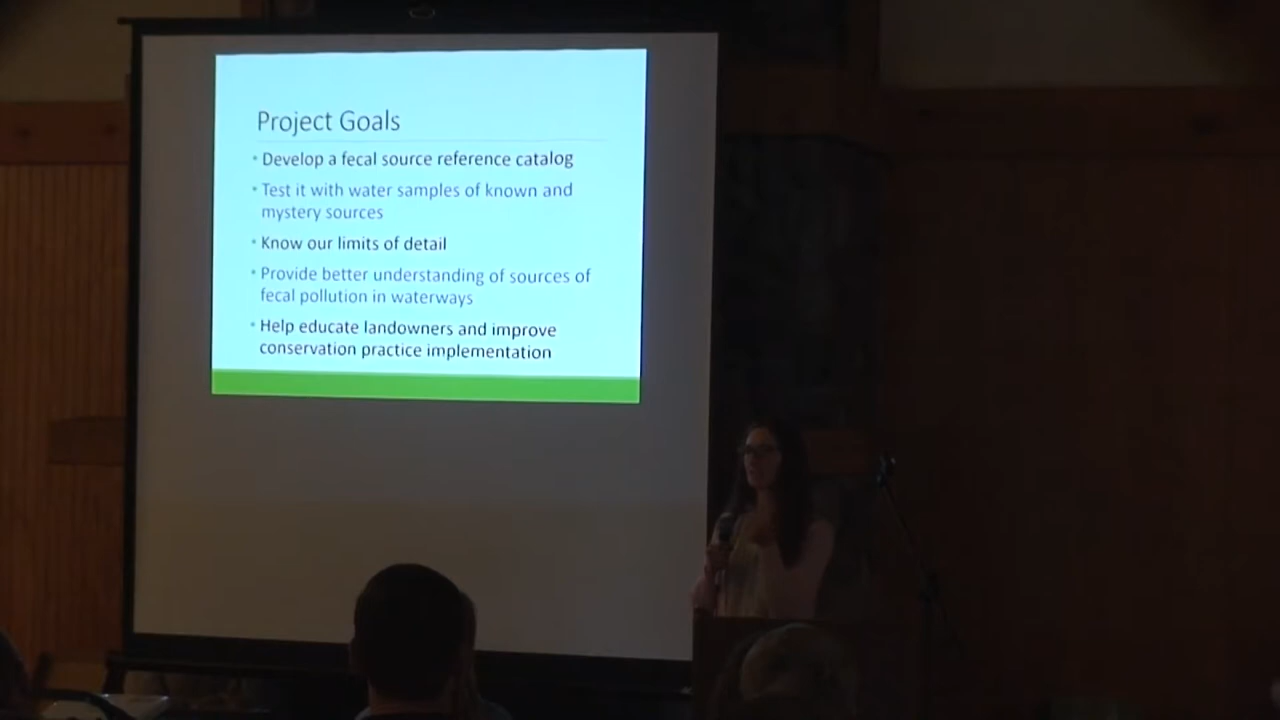 Project Goals
• Develop a fecal source reference catalog
• Test it with water samples of known and
mystery sources
• Know our limits of detail
• Provide better understanding of sources of
fecal pollution in waterways
• Help educate landowners and improve
conservation practice implementation